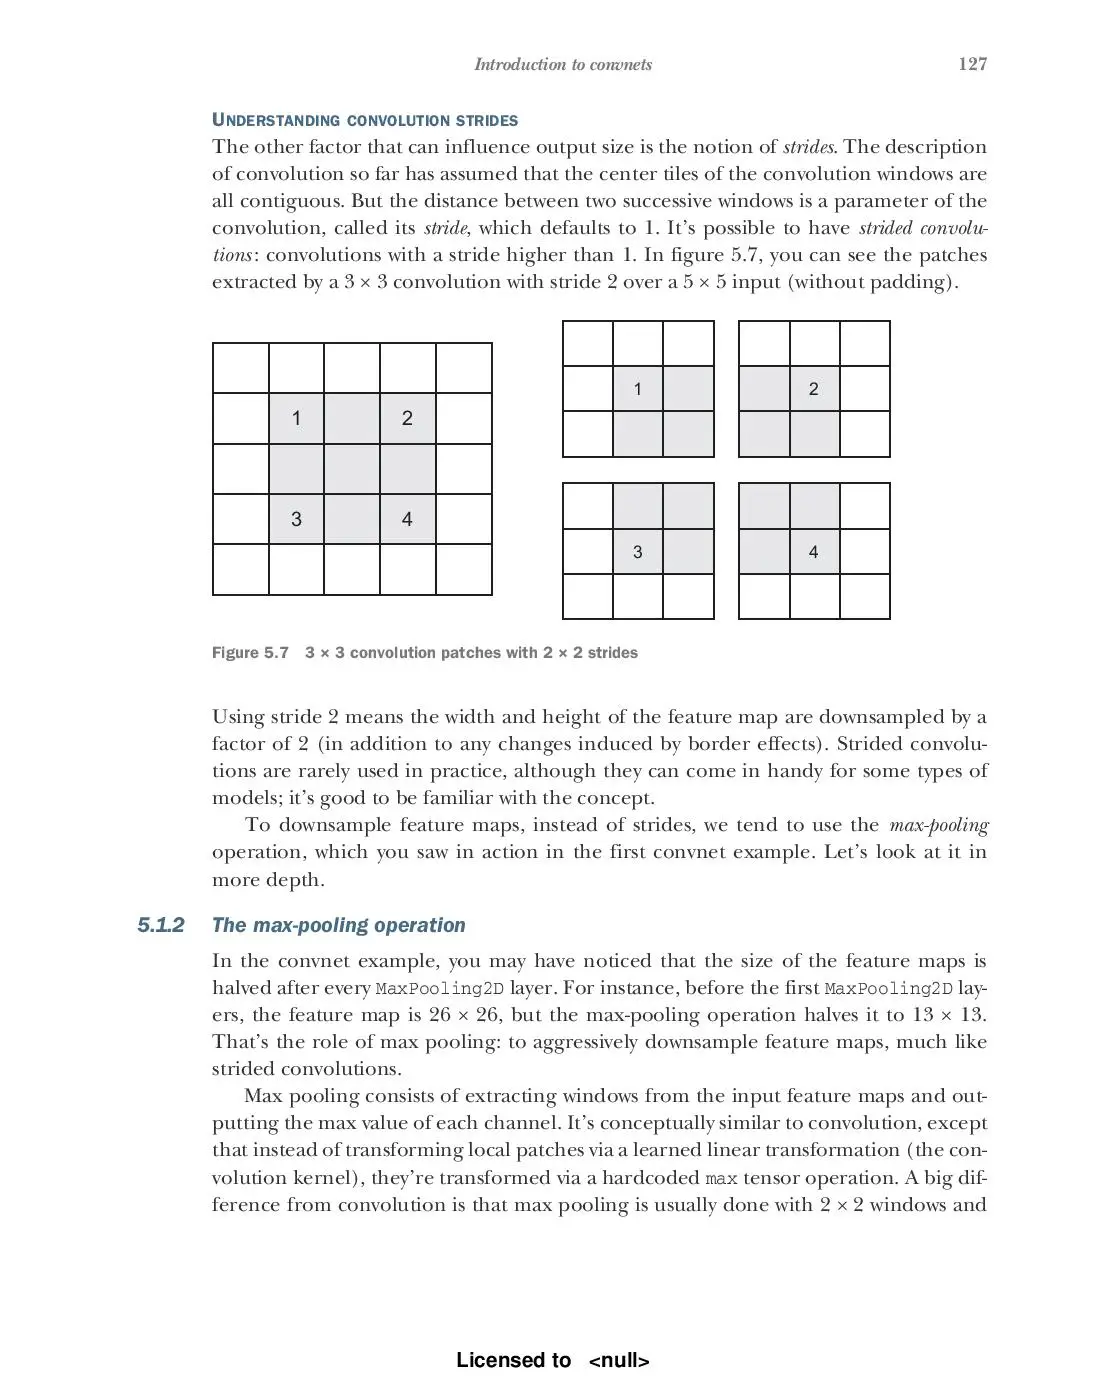 Introduction to convnets 127
UNDERSTANDING CONVOLUTION STRIDES
The other factor that can influence output size is the notion of strides. The description
of convolution so far has assumed that the center tiles of the convolution windows are
all contiguous. But the distance between two successive windows is a parameter of the
convolution, called its stride, which defaults to 1. It's possible to have strided convolu-
tions: convolutions with a stride higher than 1. In figure 5.7, you can see the patches
extracted by a 3 × 3 convolution with stride 2 over a 5 × 5 input (without padding).
1 2
3 4
1 2
3 4
Figure 5.7 3 × 3 convolution patches with 2 × 2 strides
Using stride 2 means the width and height of the feature map are downsampled by a
factor of 2 (in addition to any changes induced by border effects). Strided convolu-
tions are rarely used in practice, although they can come in handy for some types of
models; it's good to be familiar with the concept.
To downsample feature maps, instead of strides, we tend to use the max-pooling
operation, which you saw in action in the first convnet example. Let's look at it in
more depth.
5.1.2 The max-pooling operation
In the convnet example, you may have noticed that the size of the feature maps is
halved after every MaxPooling2D layer. For instance, before the first MaxPooling2D lay-
ers, the feature map is 26 × 26, but the max-pooling operation halves it to 13 × 13.
That's the role of max pooling: to aggressively downsample feature maps, much like
strided convolutions.
Max pooling consists of extracting windows from the input feature maps and out-
putting the max value of each channel. It's conceptually similar to convolution, except
that instead of transforming local patches via a learned linear transformation (the con-
volution kernel), they're transformed via a hardcoded max tensor operation. A big dif-
ference from convolution is that max pooling is usually done with 2 × 2 windows and
Licensed to <null>